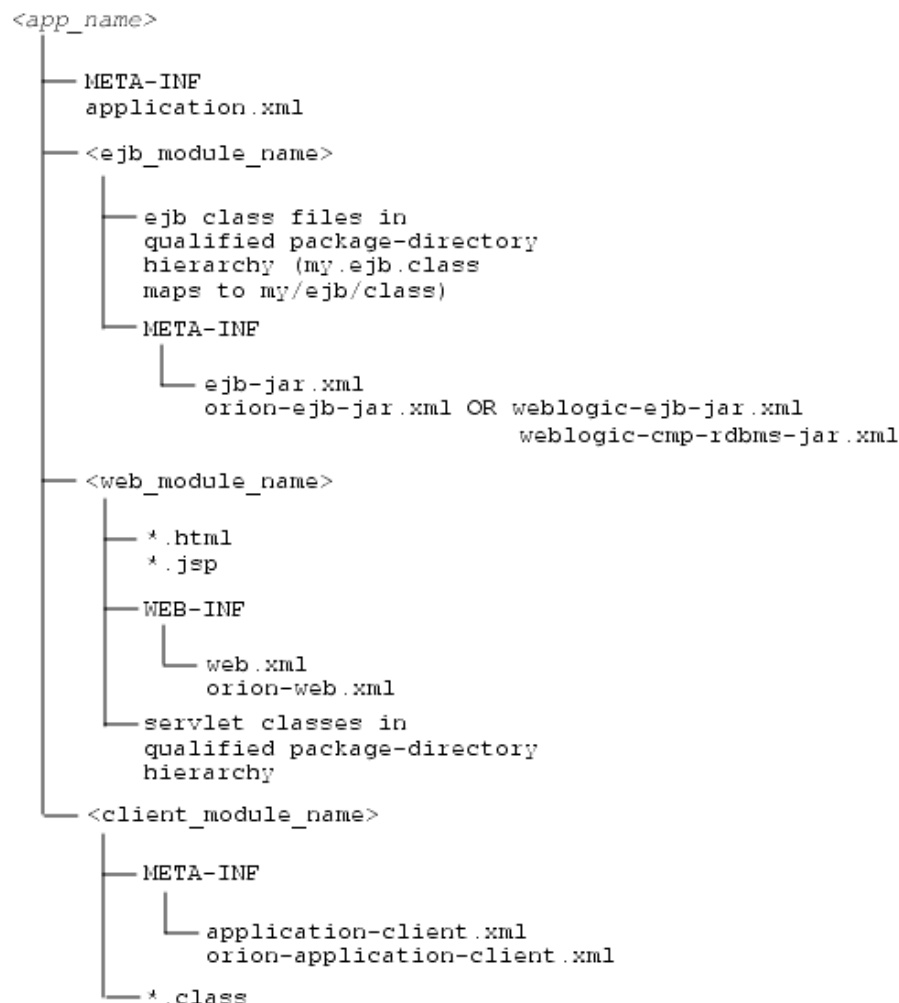 <app_name>
META-INF
application.xml
<ejb_module_name>
ejb class files in
qualified package-directory
hierarchy (my.ejb.class
maps to my/ejb/class)
META-INF
ejb-jar.xml
orion-ejb-jar.xml OR weblogic-ejb-jar.xml
weblogic-cmp-rdbms-jar.xml
<web_module_name>
*.html
*.jsp
WEB-INF
web.xml
orion-web.xml
servlet classes in
qualified package-directory
hierarchy
<client_module_name>
META-INF
application-client.xml
orion-application-client.xml
*.class